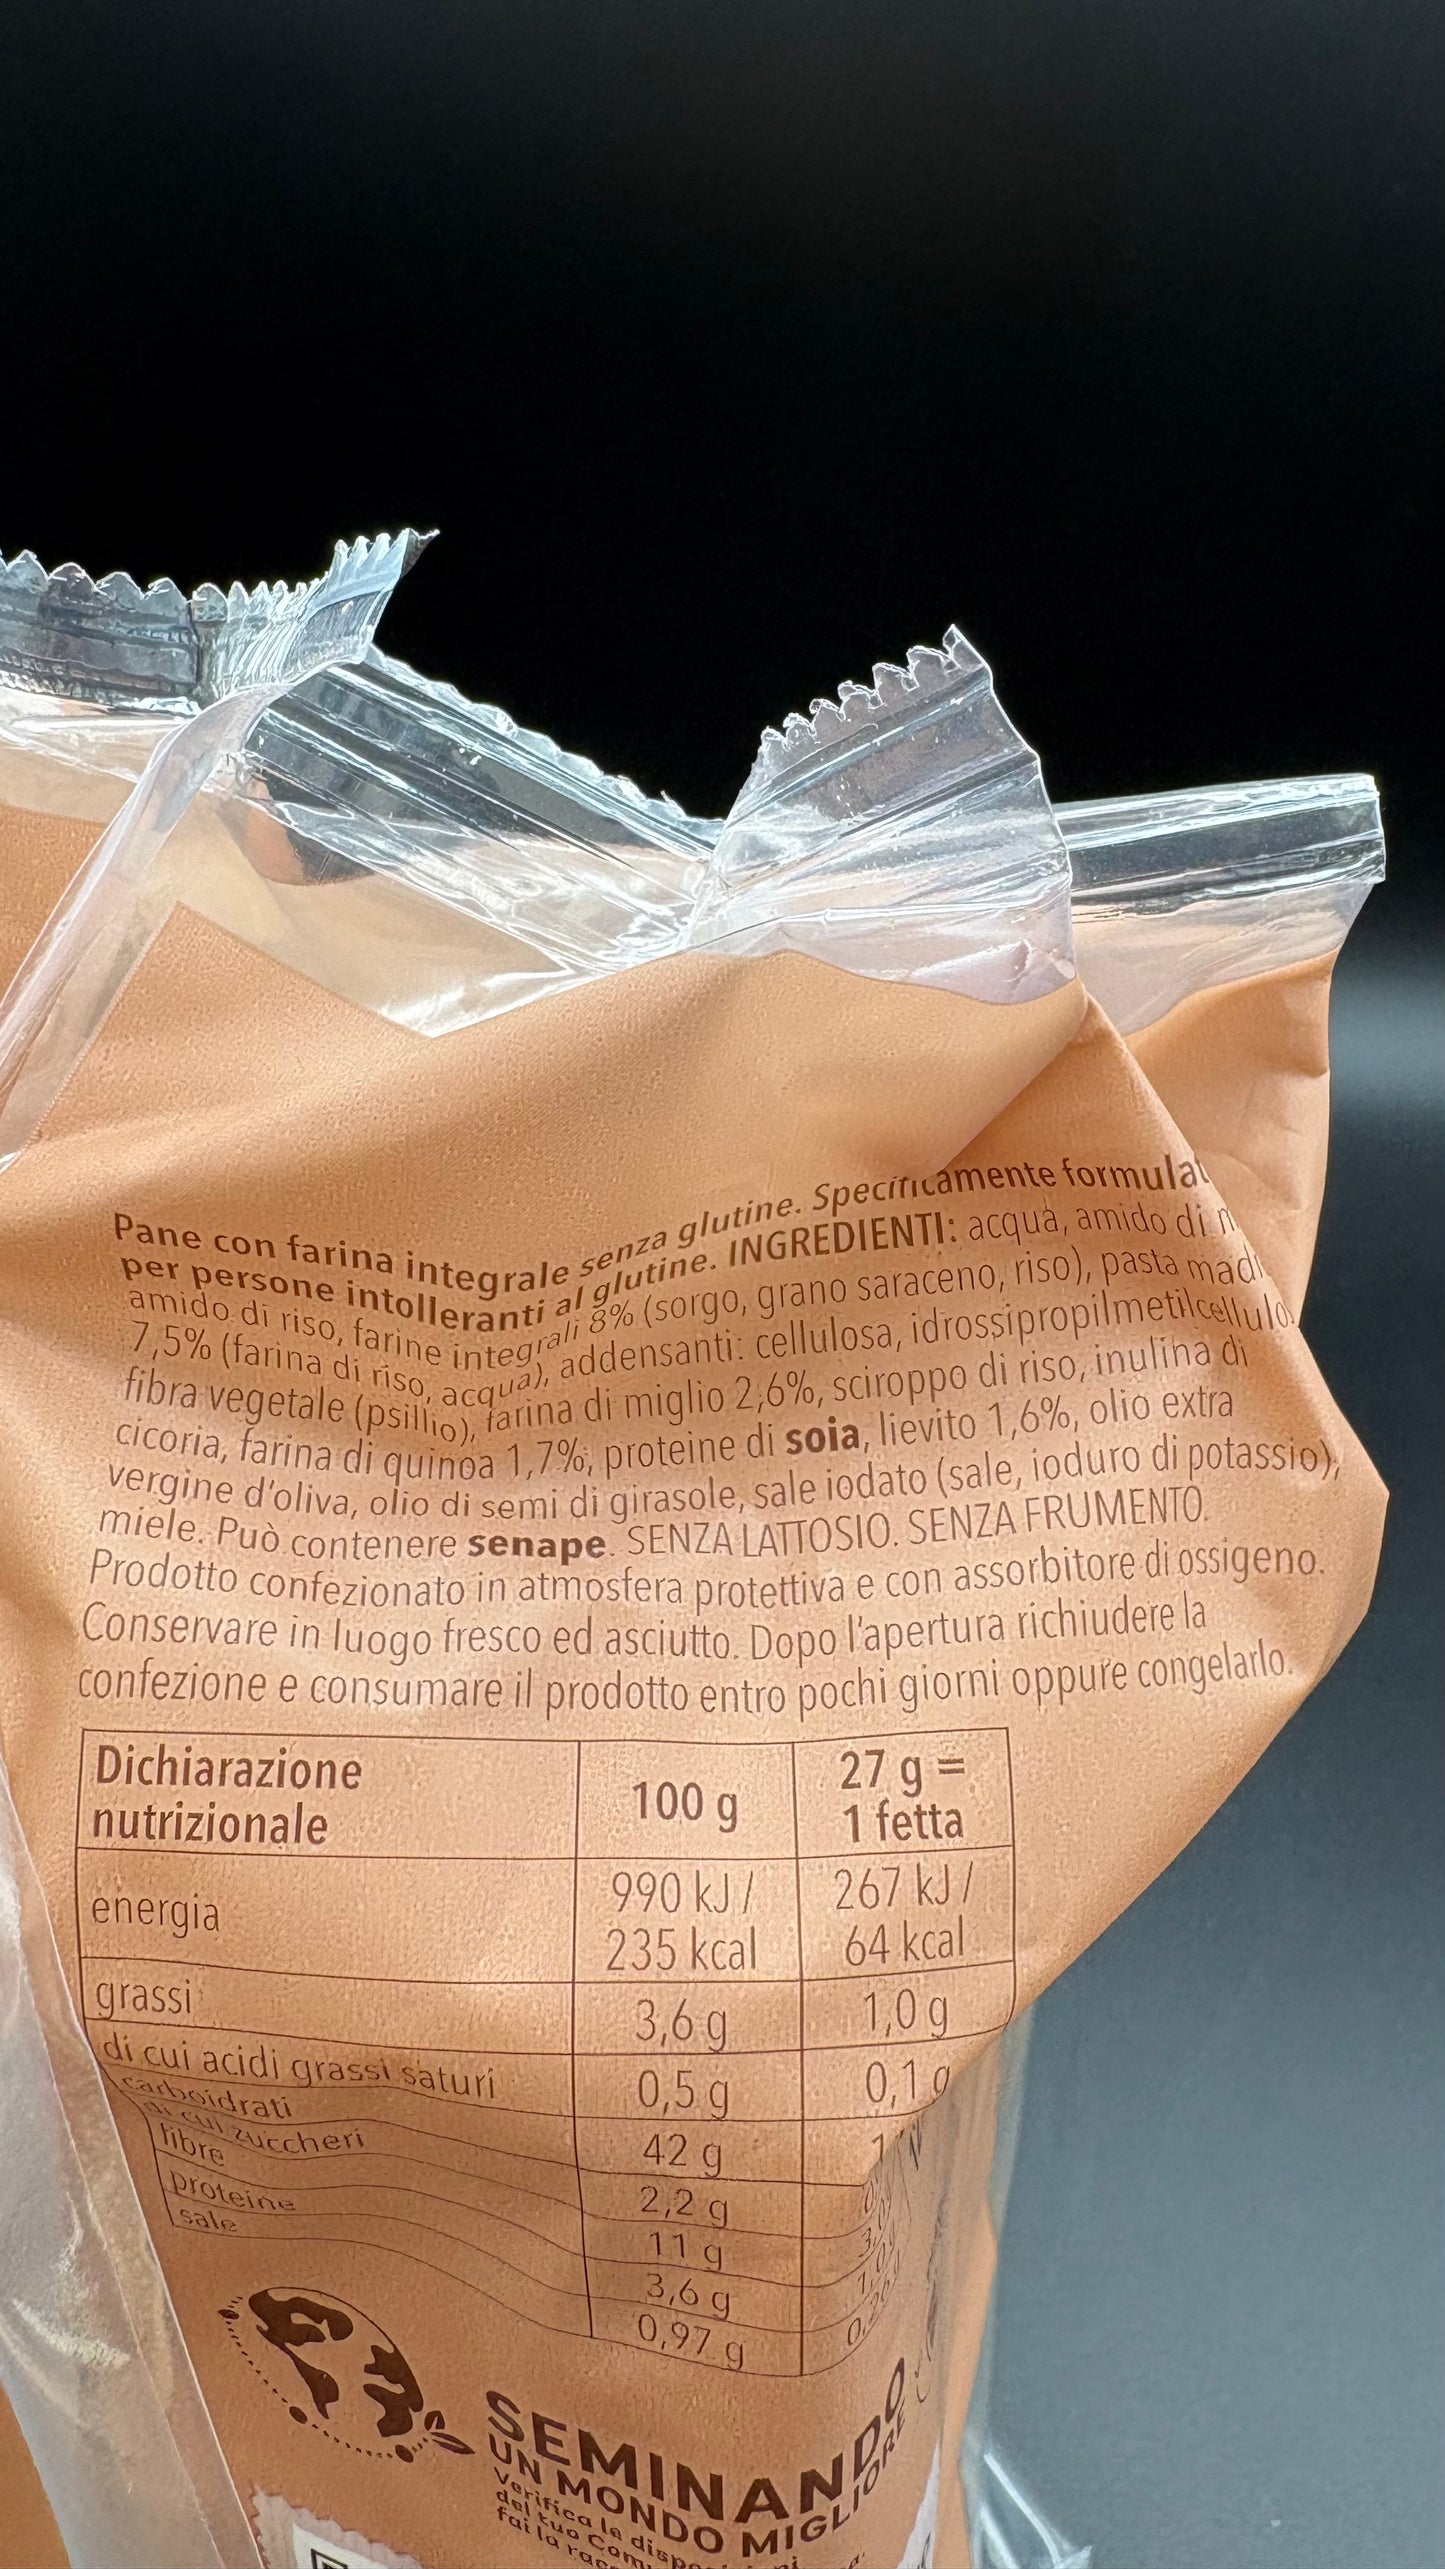 Pane con farina integrale senza glutine. Specificamente
per persone intolleranti al glutine. INGREDIENTI: acqua, amido di
amido di riso, farine integrali 8% (sorgo, grano saraceno, riso), pasta
7,5% (farina di riso, acqua), addensanti: cellulosa,
fibra vegetale (psillio), farina di miglio 2,6%, sciroppo di riso, inulina di
cicoria, farina di quinoa 1,7%, proteine di soia, lievito 1,6%, olio extra
vergine d'oliva, olio di semi di girasole, sale iodato (sale, ioduro di potassio),
miele. Può contenere senape. SENZA LATTOSIO. SENZA FRUMENTO.
Prodotto confezionato in atmosfera protettiva e con assorbitore di ossigeno.
Conservare in luogo fresco ed asciutto. Dopo l'apertura richiudere la
confezione e consumare il prodotto entro pochi giorni oppure congelarlo.
Dichiarazione nutrizionale 100 g 27 g = 1 fetta
energia 990 kJ / 235 kcal 267 kJ / 64 kcal
grassi 3,6 g 1,0 g
di cui acidi grassi saturi 0,5 g 0,1 g
carboidrati 42 g
di cui zuccheri 2,2 g
fibre 11 g
proteine 3,6 g
sale 0,97 g
SEMINANDO
UN MONDO MIGLIORE
Verifica le
del tuo
fai la